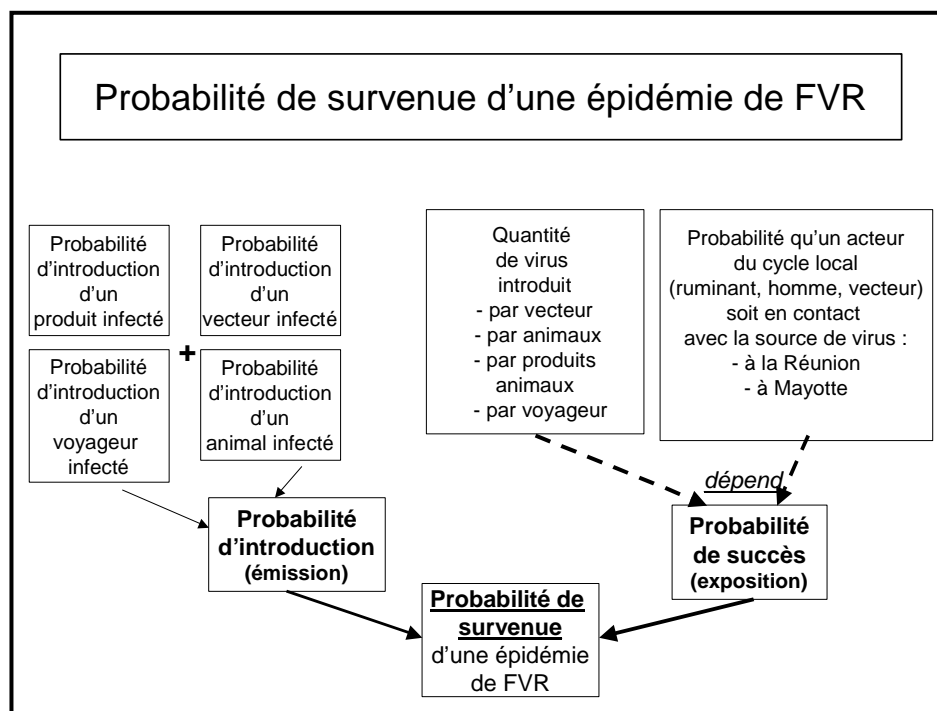 Probabilité de survenue d'une épidémie de FVR
Probabilité
d'introduction
d'un
produit infecté
Probabilité
d'introduction
d'un
vecteur infecté
+
Probabilité
d'introduction
d'un
voyageur
infecté
Probabilité
d'introduction
d'un
animal infecté
Quantité
de virus
introduit
- par vecteur
- par animaux
- par produits
animaux
- par voyageur
Probabilité qu'un acteur
du cycle local
(ruminant, homme, vecteur)
soit en contact
avec la source de virus :
- à la Réunion
- à Mayotte
dépend
Probabilité
d'introduction
(émission)
Probabilité
de succès
(exposition)
Probabilité de
survenue
d'une épidémie
de FVR